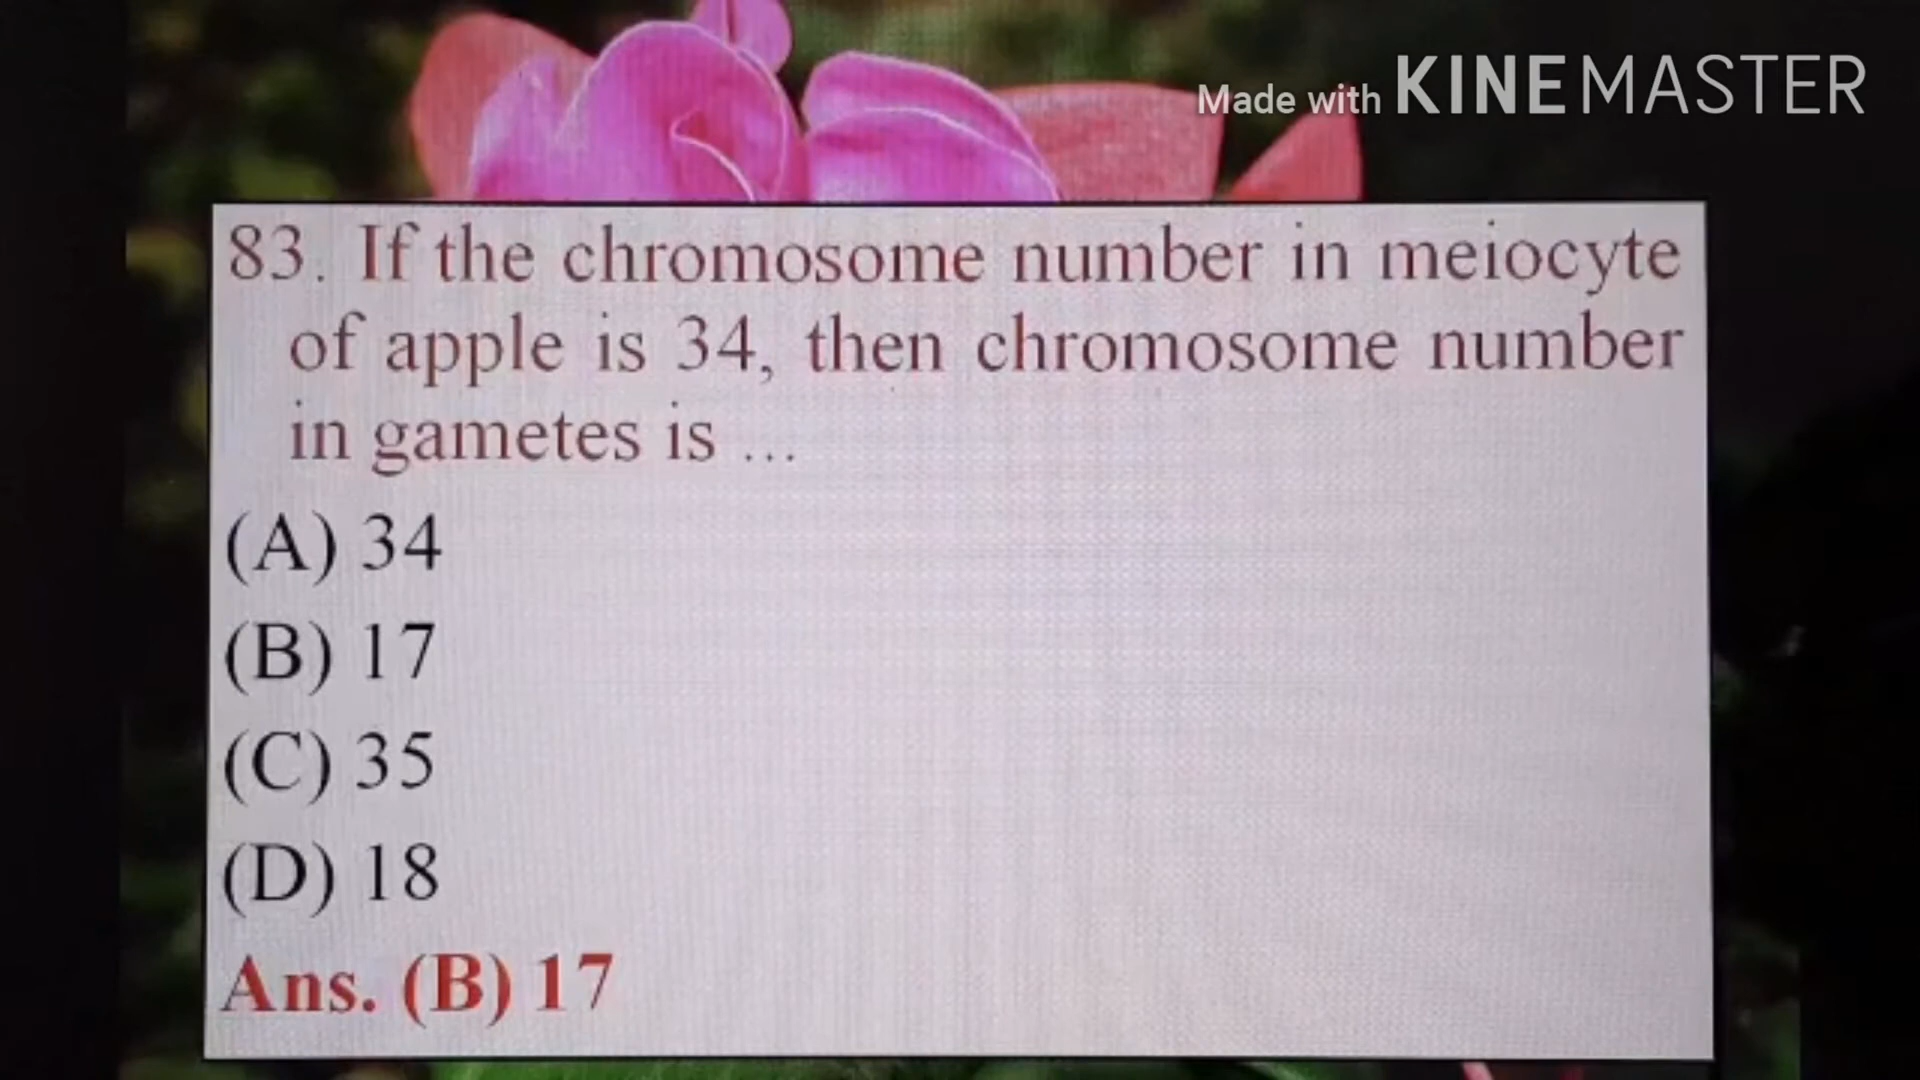 Made with KINEMASTER
83. If the chromosome number in meiocyte
of apple is 34, then chromosome number
in gametes is ...
(A) 34
(B) 17
(C) 35
(D) 18
Ans. (B) 17